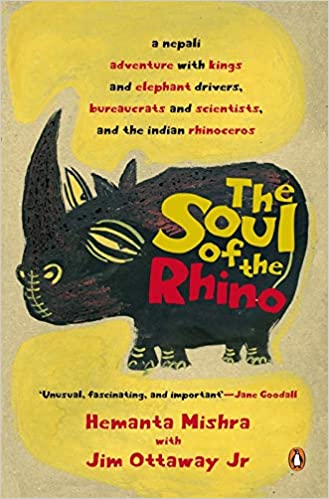 a nepali
adventure with kings
and elephant drivers,
bureaucrats and scientists,
and the indian rhinoceros
The
Soul
of the
Rhino
'Unusual, fascinating, and important'—Jane Goodall
Hemanta Mishra
with
Jim Ottaway Jr